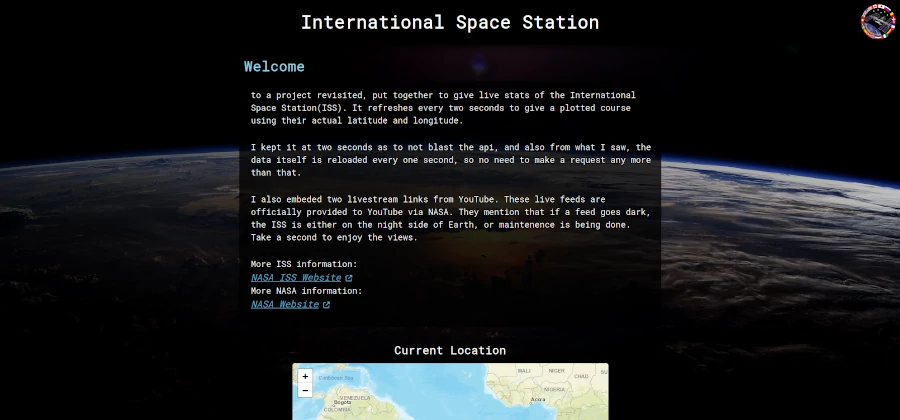 International Space Station
Welcome
to a project revisited, put together to give live stats of the International
Space Station(ISS). It refreshes every two seconds to give a plotted course
using their actual latitude and longitude.
I kept it at two seconds as to not blast the api, and also from what I saw, the
data itself is reloaded every one second, so no need to make a request any more
than that.
I also embeded two livestream links from YouTube. These live feeds are
officially provided to YouTube via NASA. They mention that if a feed goes dark,
the ISS is either on the night side of Earth, or maintenence is being done.
Take a second to enjoy the views.
More ISS information:
NASA ISS Website
More NASA information:
NASA Website
Current Location
+
−
Caribbean Sea
VENEZUELA
Bogota
COLOMBIA
MALI
NIGER
CHAD
SU
NIGERIA
Accra